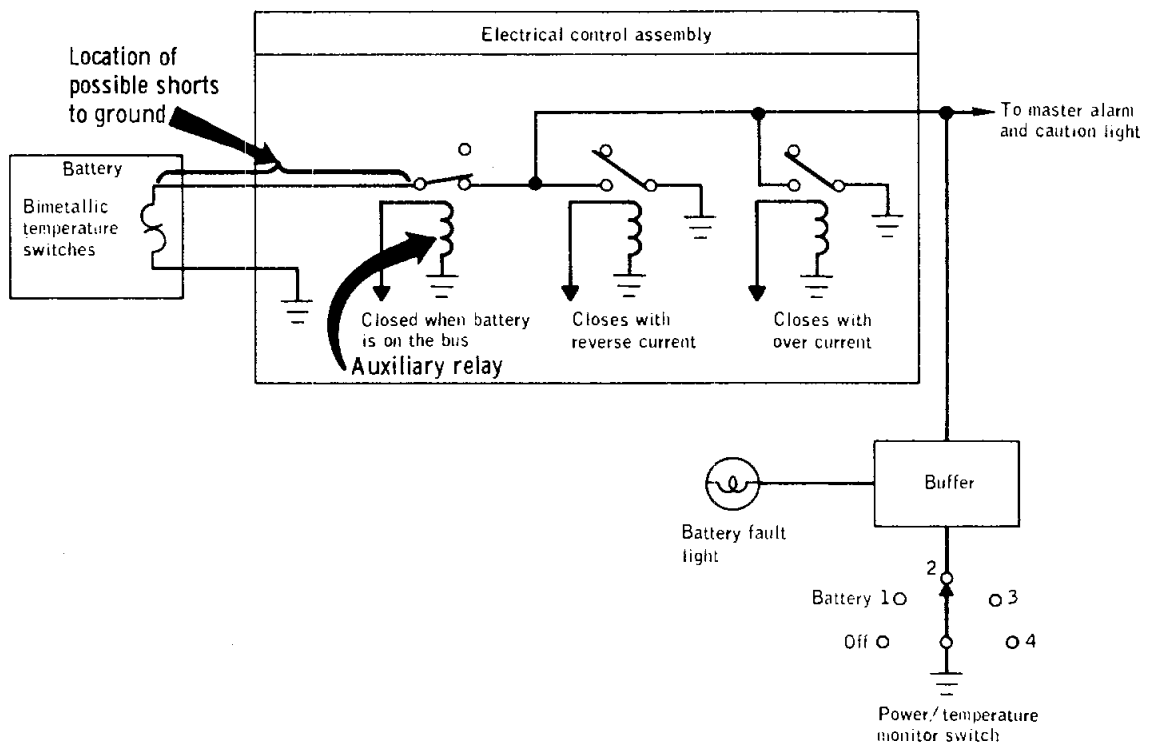 Electrical control assembly
Location of
possible shorts
to ground
To master alarm
and caution light
Battery
Bimetallic
temperature
switches
Closed when battery
is on the bus
Auxiliary relay
Closes with
reverse current
Closes with
over current
Buffer
Battery fault
light
2
Battery 1
3
Off
4
Power/temperature
monitor switch